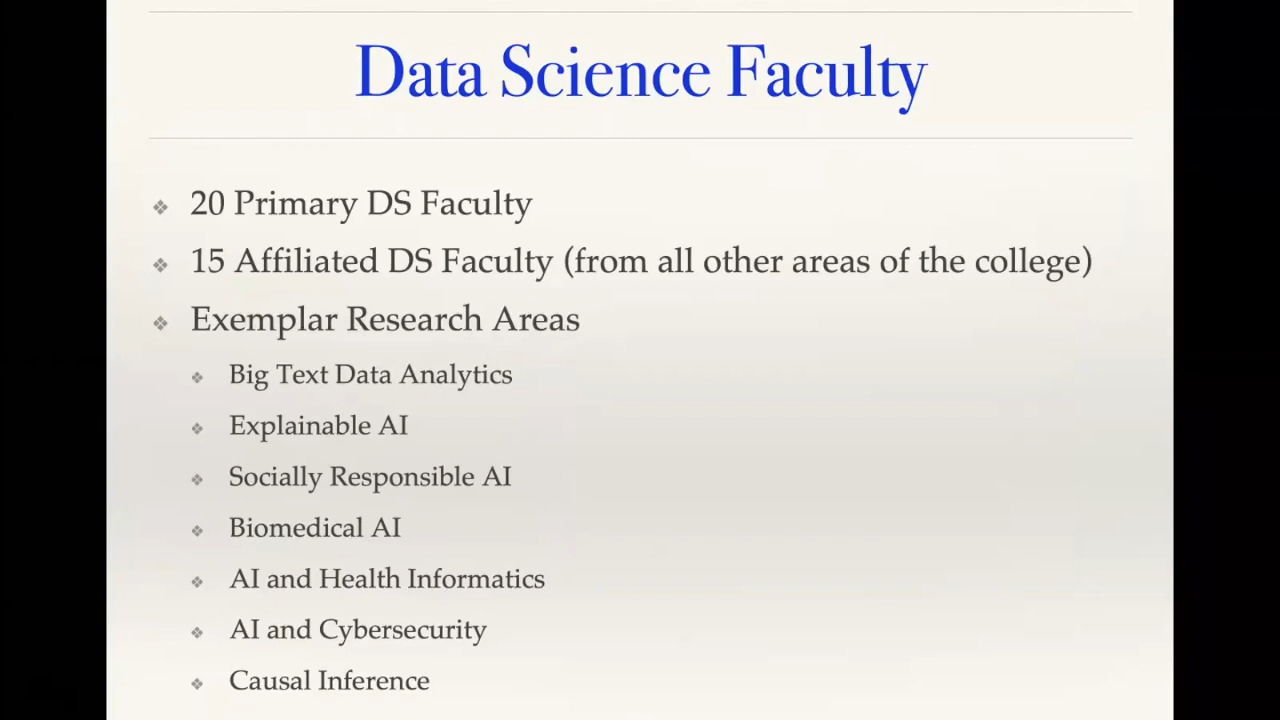 Data Science Faculty
20 Primary DS Faculty
15 Affiliated DS Faculty (from all other areas of the college)
Exemplar Research Areas
Big Text Data Analytics
Explainable AI
Socially Responsible AI
Biomedical AI
AI and Health Informatics
AI and Cybersecurity
Causal Inference